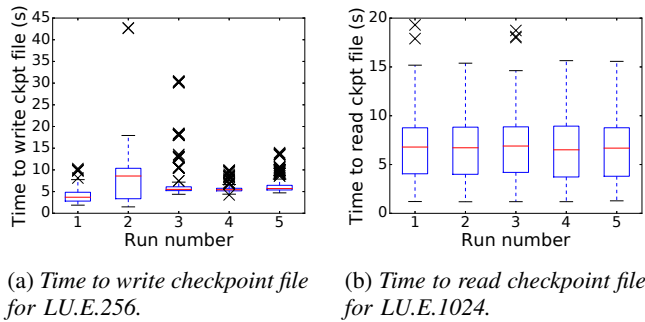 Time to write ckpt file (s)
45
40
35
30
25
20
15
10
5
0
1 2 3 4 5
Run number
Time to read ckpt file (s)
20
15
10
5
0
1 2 3 4 5
Run number
(a) Time to write checkpoint file
for LU.E.256.
(b) Time to read checkpoint file
for LU.E.1024.